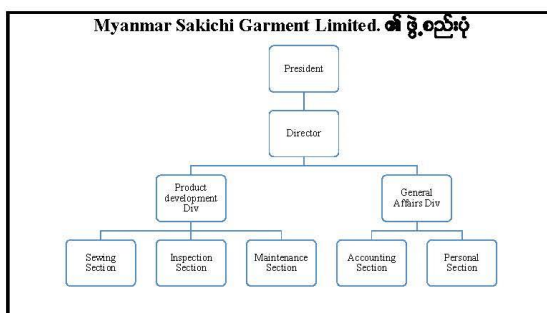 Myanmar Sakichi Garment Limited. ၏ ဖွဲ့စည်းပုံ
President
Director
Product
development
Div
General
Affairs Div
Sewing
Section
Inspection
Section
Maintenance
Section
Accounting
Section
Personal
Section